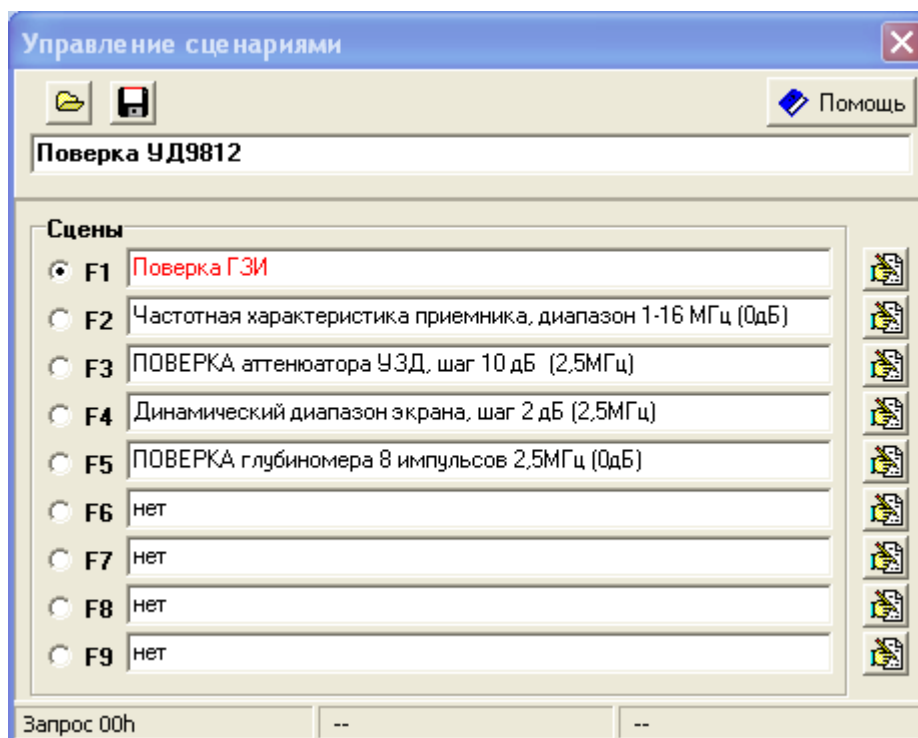 Управление сценариями
Помощь
Поверка УД9812
Сцены
F1 Поверка ГЗИ
F2 Частотная характеристика приемника, диапазон 1-16 МГц (0дБ)
F3 ПОВЕРКА аттенюатора УЗД, шаг 10 дБ (2,5МГц)
F4 Динамический диапазон экрана, шаг 2 дБ (2,5МГц)
F5 ПОВЕРКА глубиномера 8 импульсов 2,5МГц (0дБ)
F6 нет
F7 нет
F8 нет
F9 нет
Запрос 00h -- --